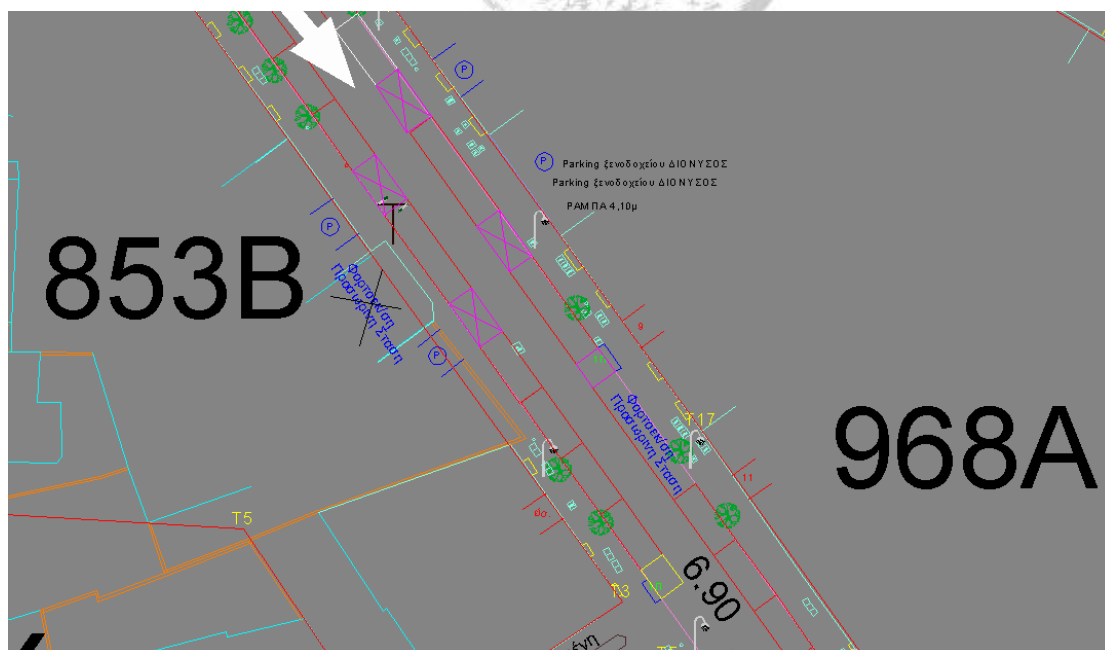 P
P Parking ξενοδοχείου ΔΙΟΝΥΣΟΣ
Parking ξενοδοχείου ΔΙΟΝΥΣΟΣ
ΡΑΜΠΑ 4,10μ
P
853B
Φορτοεκ/ση
Προσωρινή Στάση
9
P
Φορτοεκ/ση
Προσωρινή Στάση
T17
968A
11
T5
T3
6.90
ένη